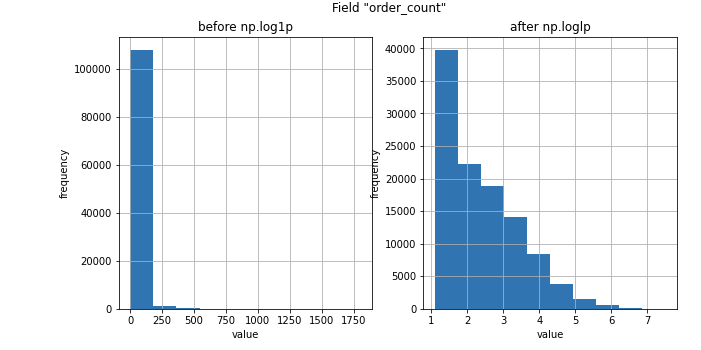 Field "order_count"
before np.log1p
after np.loglp
100000
80000
60000
40000
20000
0
frequency
0 250 500 750 1000 1250 1500 1750
value
40000
35000
30000
25000
20000
15000
10000
5000
0
frequency
1 2 3 4 5 6 7
value